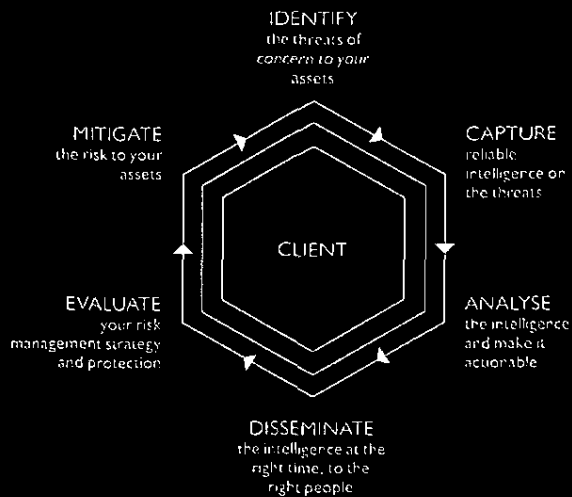 IDENTIFY
the threats of
concern to your
assets
CAPTURE
reliable
intelligence on
the threats
ANALYSE
the intelligence
and make it
actionable
DISSEMINATE
the intelligence at the
right time, to the
right people
EVALUATE
your risk
management strategy
and protection
MITIGATE
the risk to your
assets
CLIENT